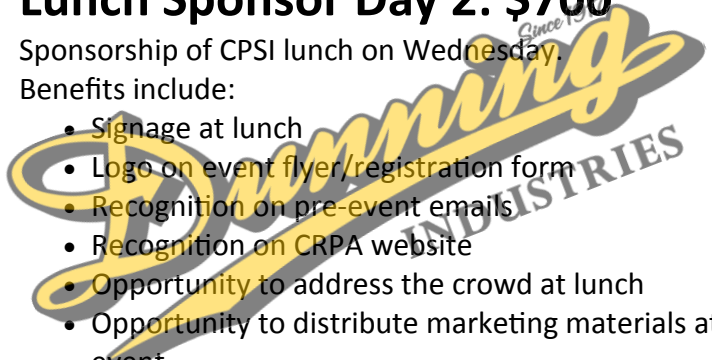 Lunch Sponsor Day 2: $700
Sponsorship of CPSI lunch on Wednesday.
Benefits include:
• Signage at lunch
• Logo on event flyer/registration form
• Recognition on pre-event emails
• Recognition on CRPA website
• Opportunity to address the crowd at lunch
• Opportunity to distribute marketing materials at
event
Since
Dunning
INDUSTRIES